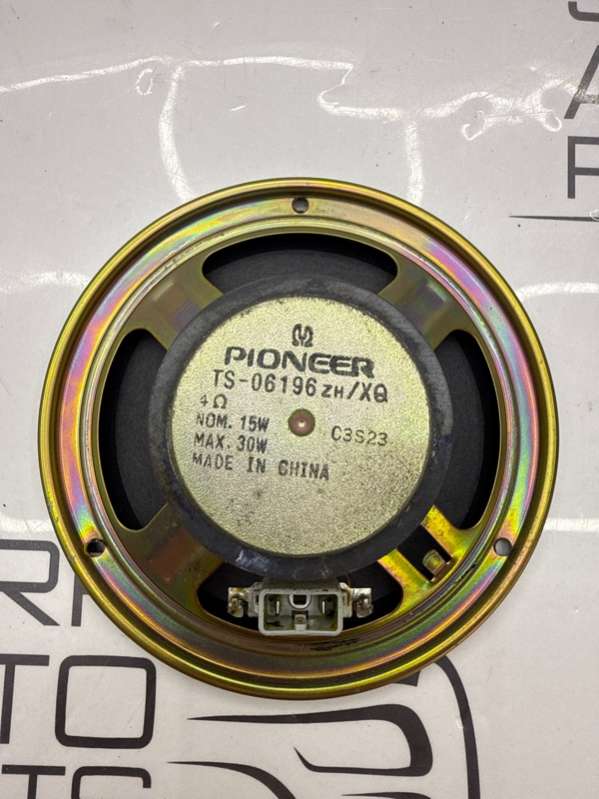 PIONEER
TS-06196 ZH/XQ
4Ω
NOM. 15W
C3S23
MAX. 30W
MADE IN CHINA